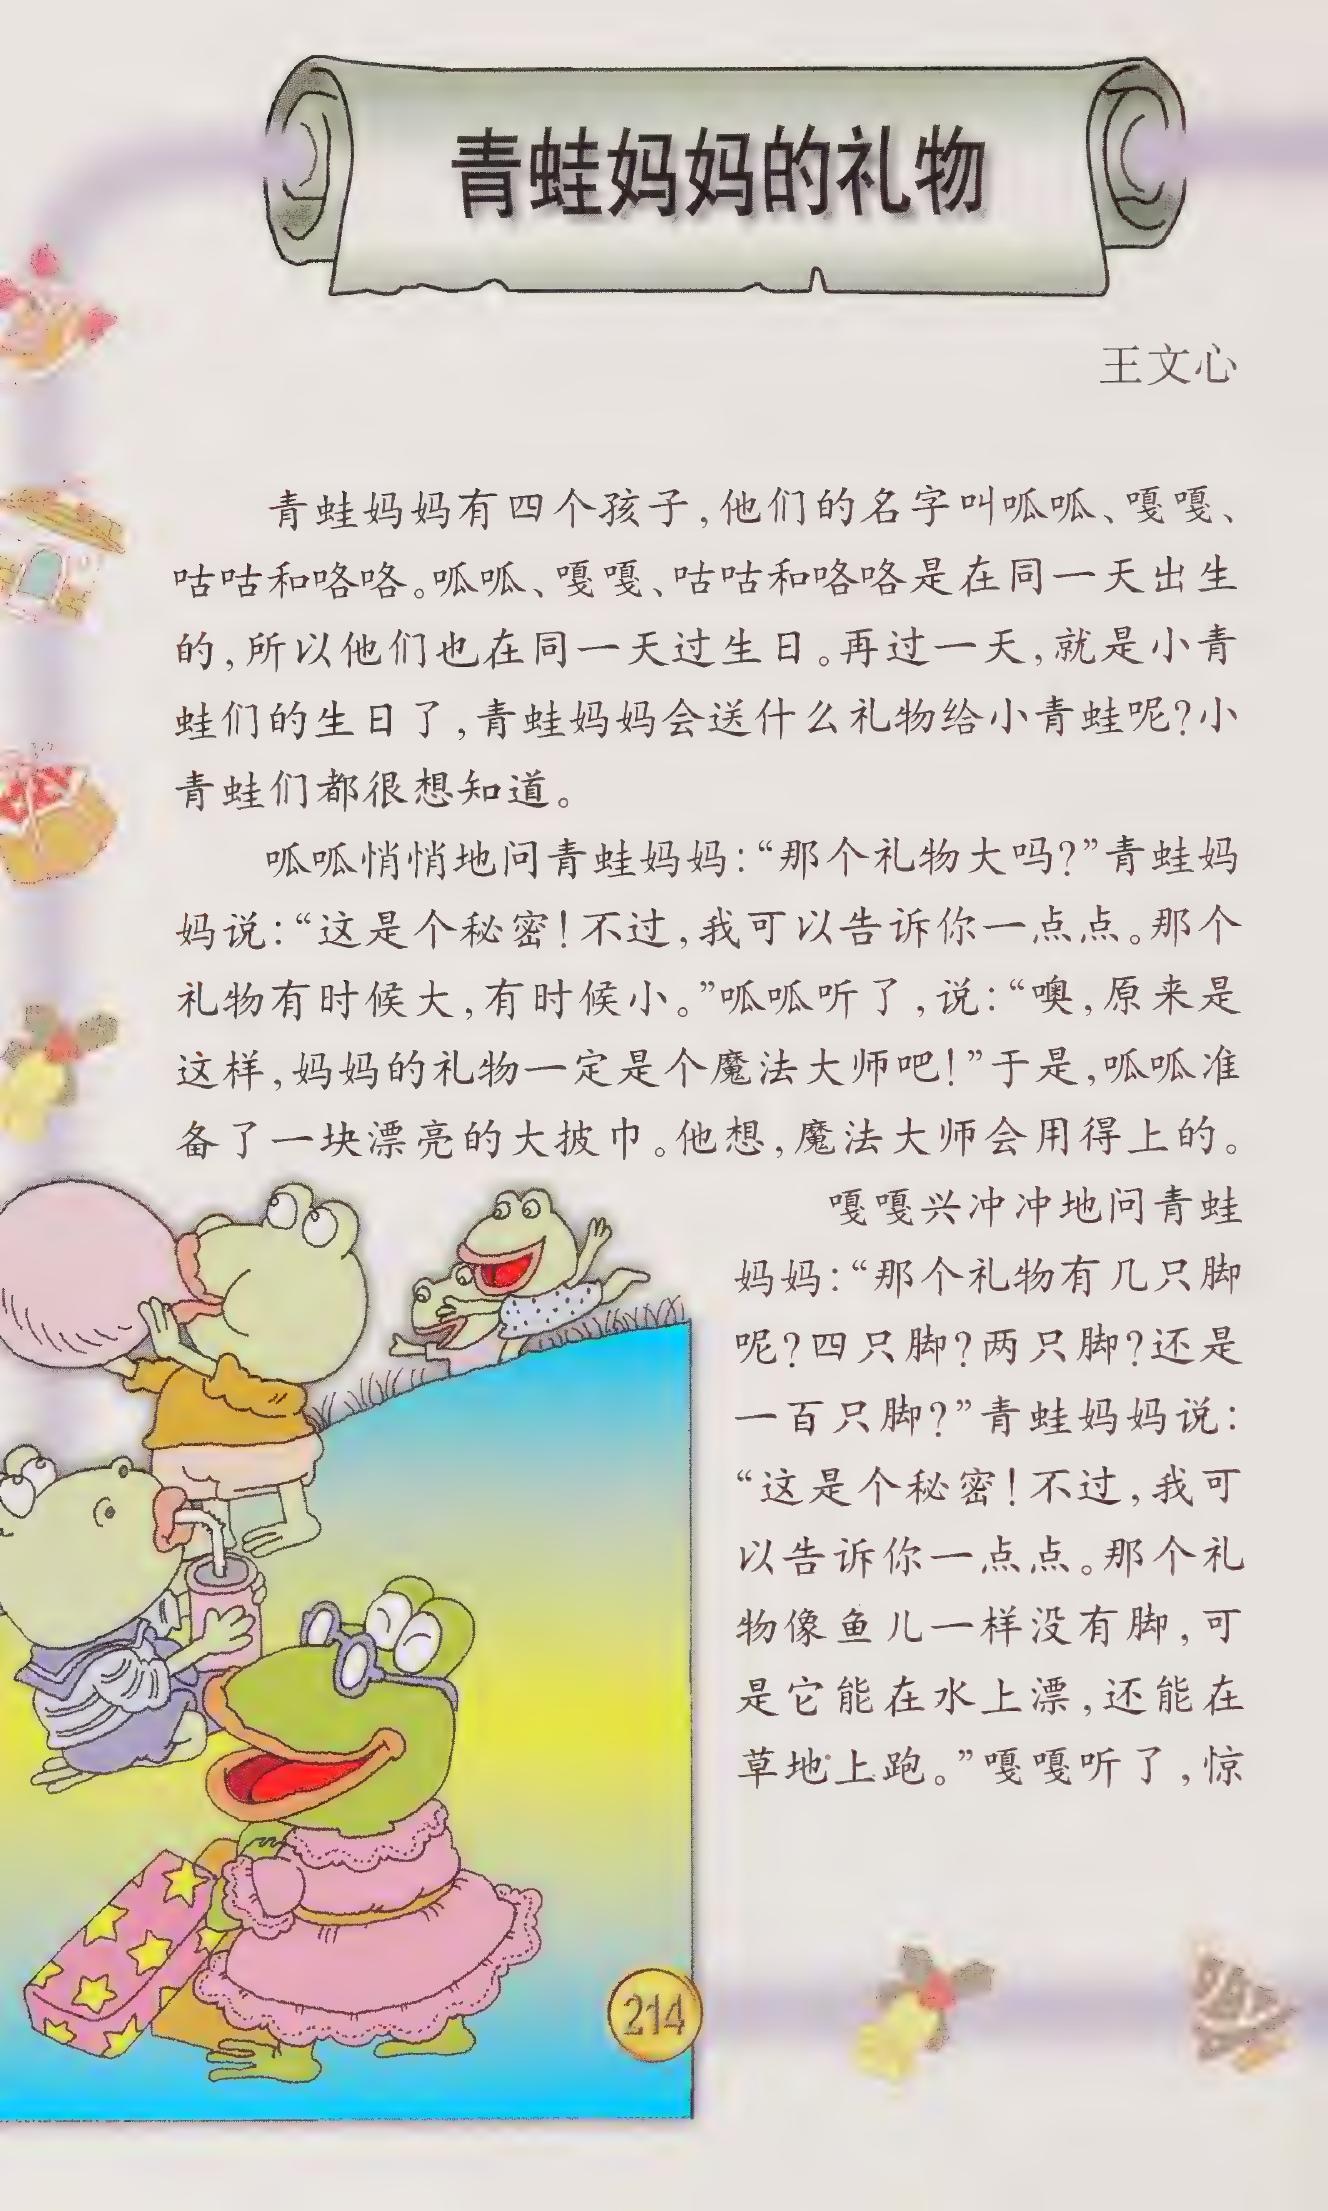 青蛙妈妈的礼物
王文心
青蛙妈妈有四个孩子,他们的名字叫呱呱、嘎嘎、
咕咕和咯咯。呱呱、嘎嘎、咕咕和咯咯是在同一天出生
的,所以他们也在同一天过生日。再过一天,就是小青
蛙们的生日了,青蛙妈妈会送什么礼物给小青蛙呢?小
青蛙们都很想知道。
呱呱悄悄地问青蛙妈妈:“那个礼物大吗?”青蛙妈
妈说:“这是个秘密!不过,我可以告诉你一点点。那个
礼物有时候大,有时候小。”呱呱听了,说:“噢,原来是
这样,妈妈的礼物一定是个魔法大师吧!”于是,呱呱准
备了一块漂亮的大披巾。他想,魔法大师会用得上的。
嘎嘎兴冲冲地问青蛙
妈妈:“那个礼物有几只脚
呢?四只脚?两只脚?还是
一百只脚?”青蛙妈妈说:
“这是个秘密!不过,我可
以告诉你一点点。那个礼
物像鱼儿一样没有脚,可
是它能在水上漂,还能在
草地上跑。”嘎嘎听了,惊
214